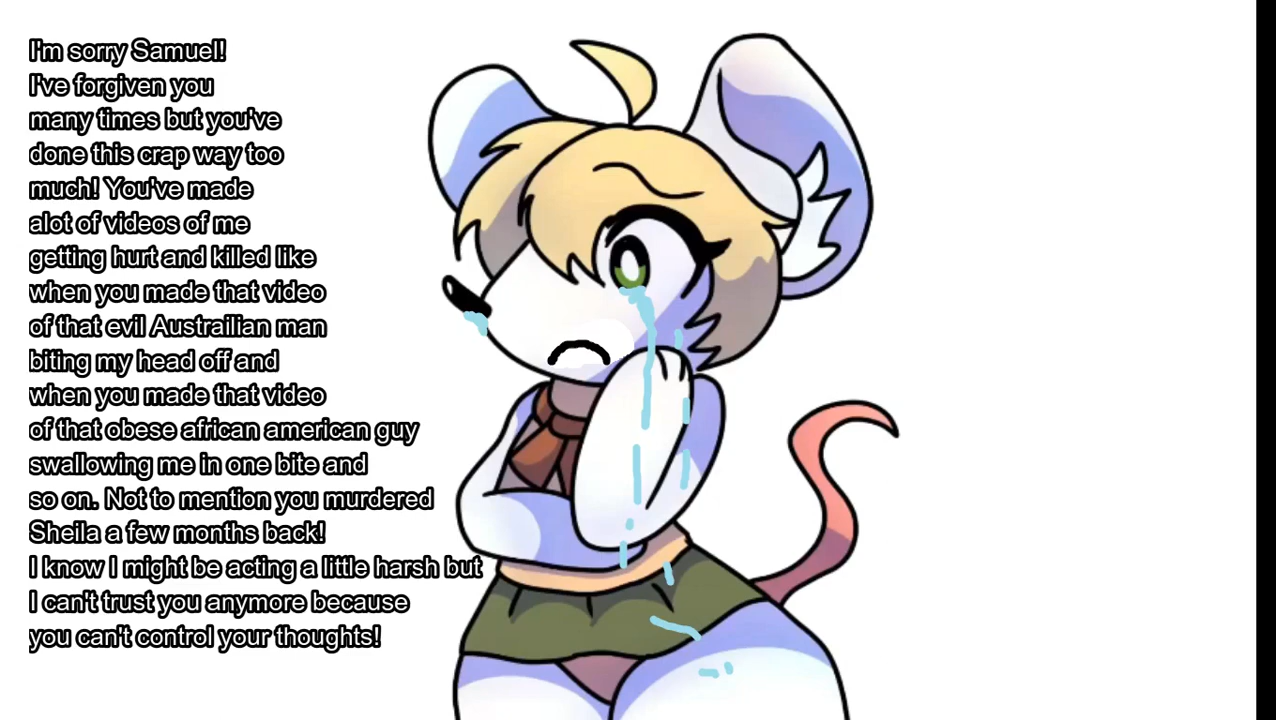 I'm sorry Samuel!
I've forgiven you
many times but you've
done this crap way too
much! You've made
alot of videos of me
getting hurt and killed like
when you made that video
of that evil Austrailian man
biting my head off and
when you made that video
of that obese african american guy
swallowing me in one bite and
so on. Not to mention you murdered
Sheila a few months back!
I know I might be acting a little harsh but
I can't trust you anymore because
you can't control your thoughts!